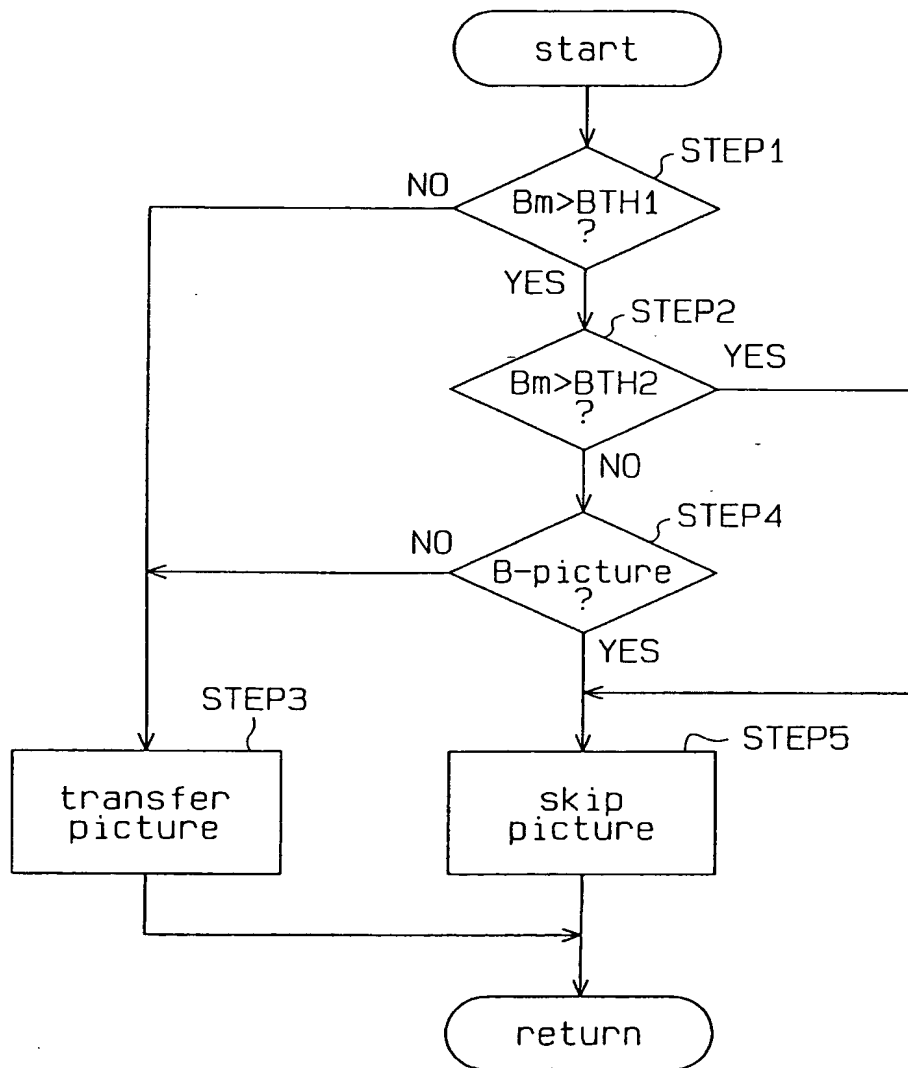 start
STEP1
NO
Bm>BTH1
?
YES
STEP2
YES
Bm>BTH2
?
NO
STEP4
NO
B-picture
?
YES
STEP3
STEP5
transfer
picture
skip
picture
return